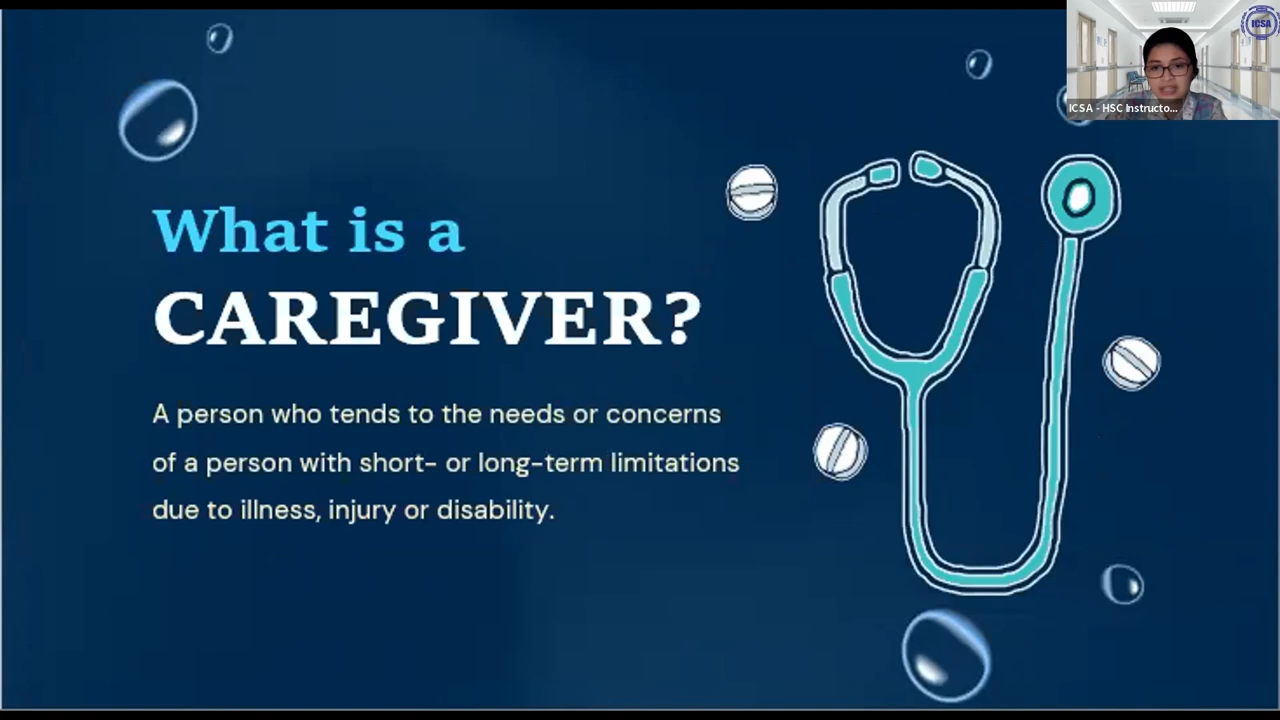 What is a
CAREGIVER?
A person who tends to the needs or concerns
of a person with short- or long-term limitations
due to illness, injury or disability.
ICSA
ICSA - HSC Instructo...